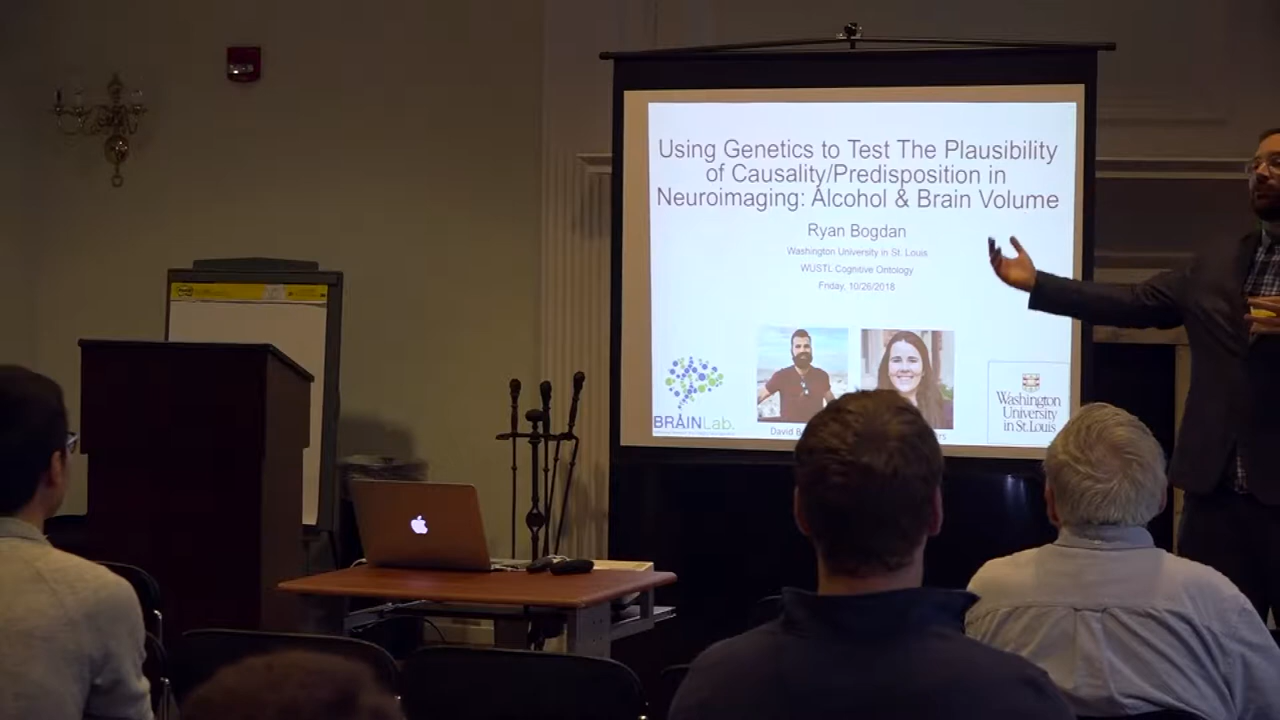 Using Genetics to Test The Plausibility
of Causality/Predisposition in
Neuroimaging: Alcohol & Brain Volume
Ryan Bogdan
Washington University in St. Louis
WUSTL Cognitive Ontology
Friday, 10/26/2018
BRAINLab.
David
Washington
University
in St. Louis